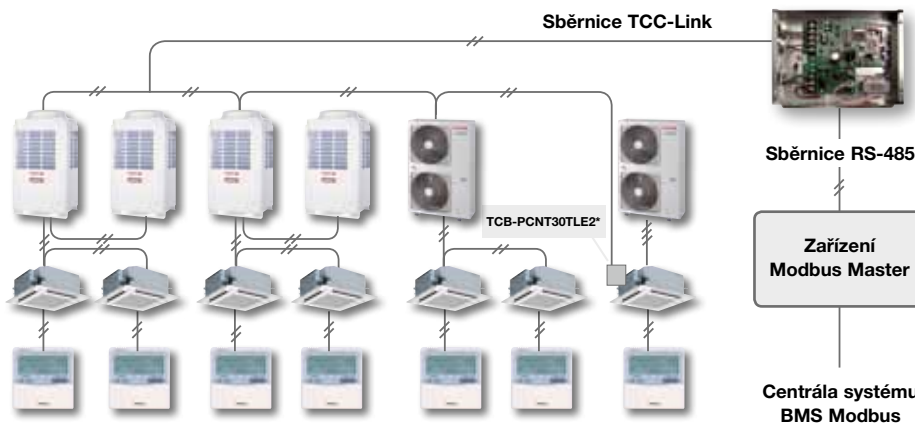 Sběrnice TCC-Link
Sběrnice RS-485
TCB-PCNT30TLE2*
Zařízení
Modbus Master
Centrála systému
BMS Modbus